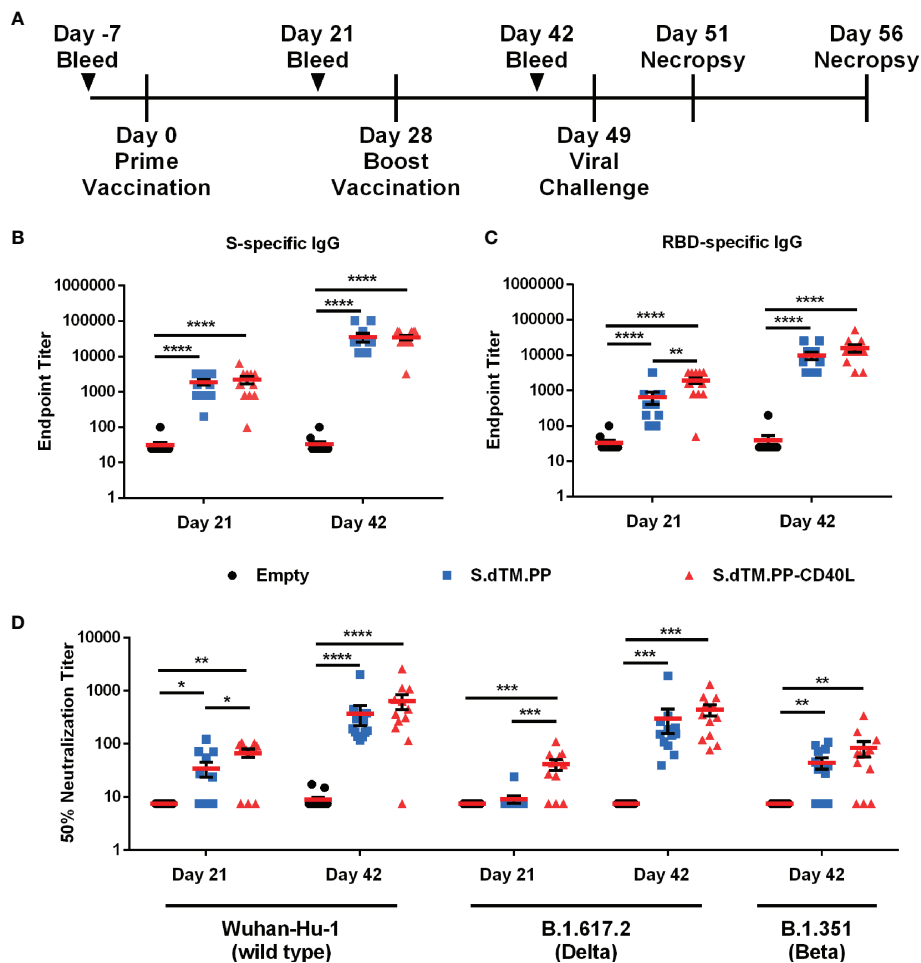 A
Day -7 Day 21 Day 42 Day 51 Day 56
Bleed Bleed Bleed Necropsy Necropsy
Day 0 Day 28 Day 49
Prime Boost Viral
Vaccination Vaccination Challenge
B
S-specific IgG
Endpoint Titer
1000000
100000
10000
1000
100
10
1
****
****
****
****
Day 21 Day 42
C
RBD-specific IgG
Endpoint Titer
1000000
100000
10000
1000
100
10
1
****
****
**
****
****
Day 21 Day 42
Empty S.dTM.PP S.dTM.PP-CD40L
D
50% Neutralization Titer
10000
1000
100
10
1
**
*
*
****
****
***
***
***
***
**
**
Day 21 Day 42 Day 21 Day 42 Day 42
Wuhan-Hu-1 B.1.617.2 B.1.351
(wild type) (Delta) (Beta)